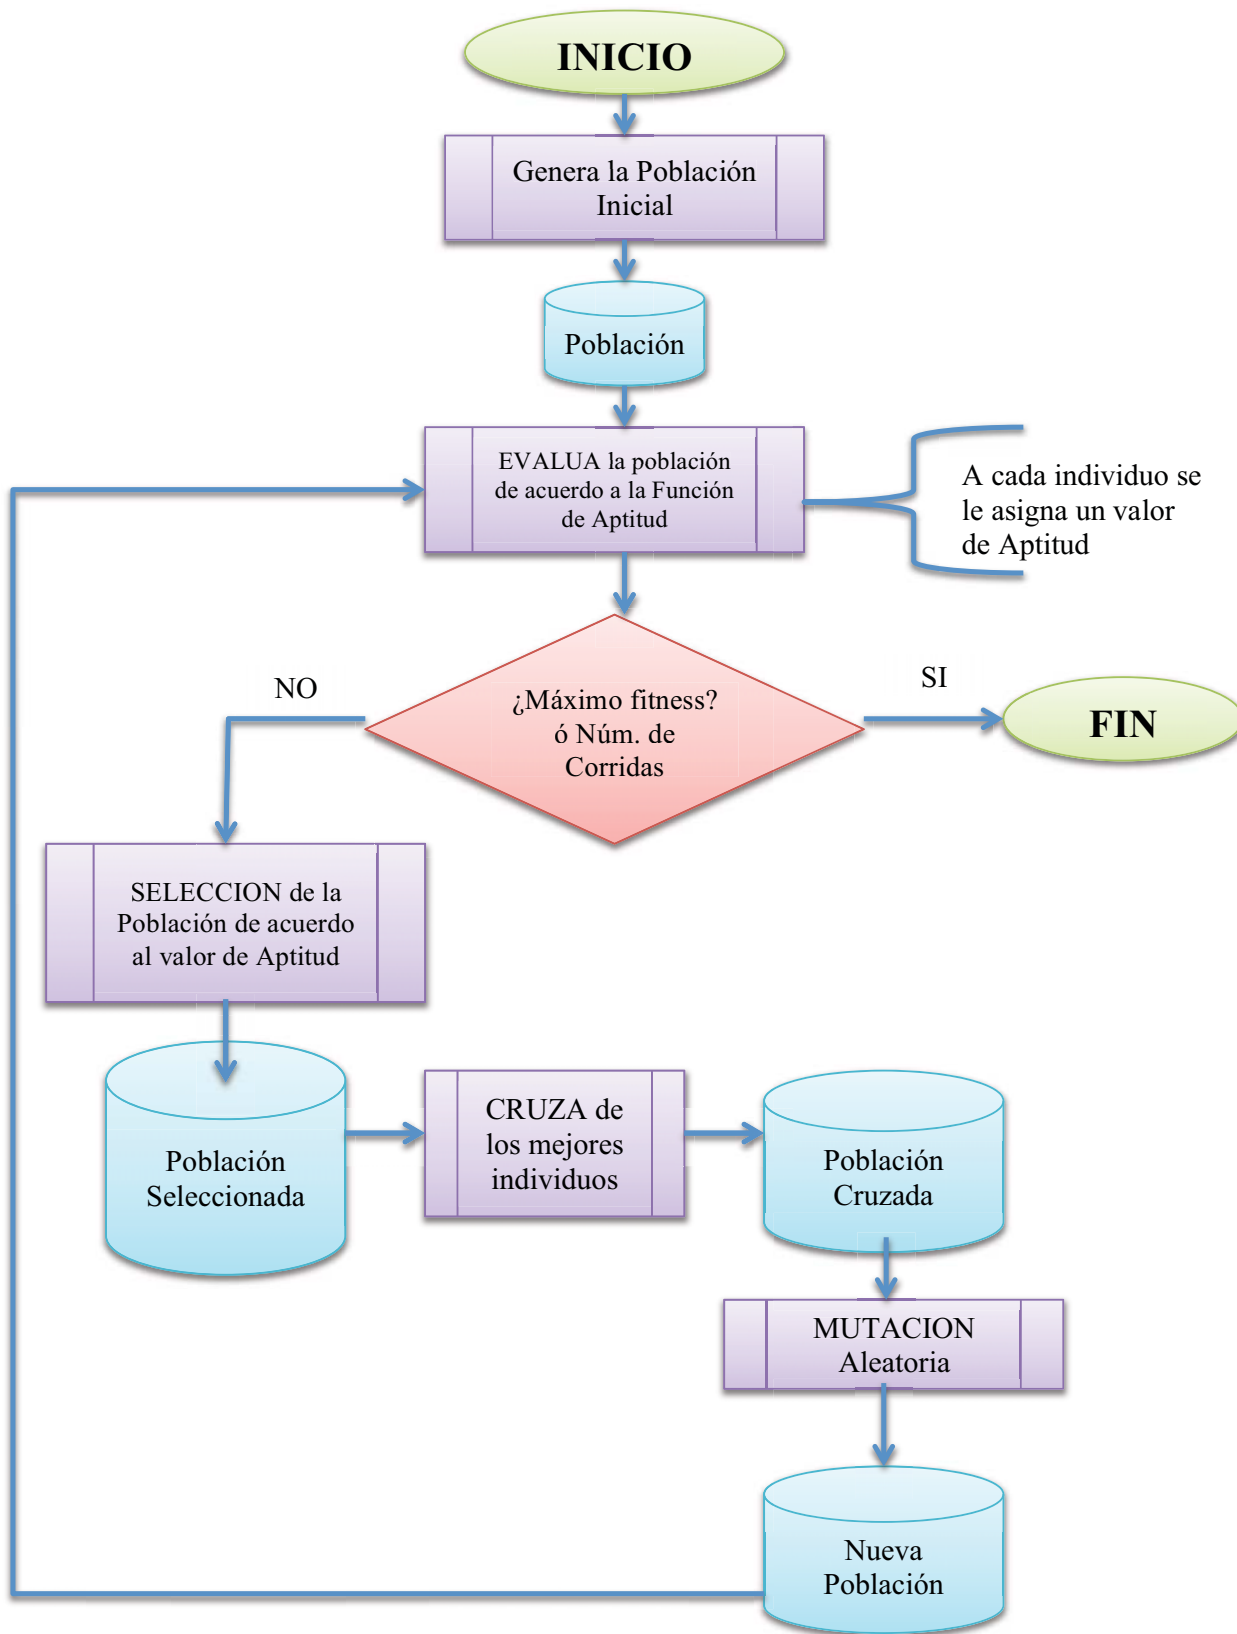 INICIO
Genera la Población
Inicial
Población
EVALUA la población
de acuerdo a la Función
de Aptitud
A cada individuo se
le asigna un valor
de Aptitud
¿Máximo fitness?
ó Núm. de
Corridas
NO
SI
FIN
SELECCION de la
Población de acuerdo
al valor de Aptitud
Población
Seleccionada
CRUZA de
los mejores
individuos
Población
Cruzada
MUTACION
Aleatoria
Nueva
Población